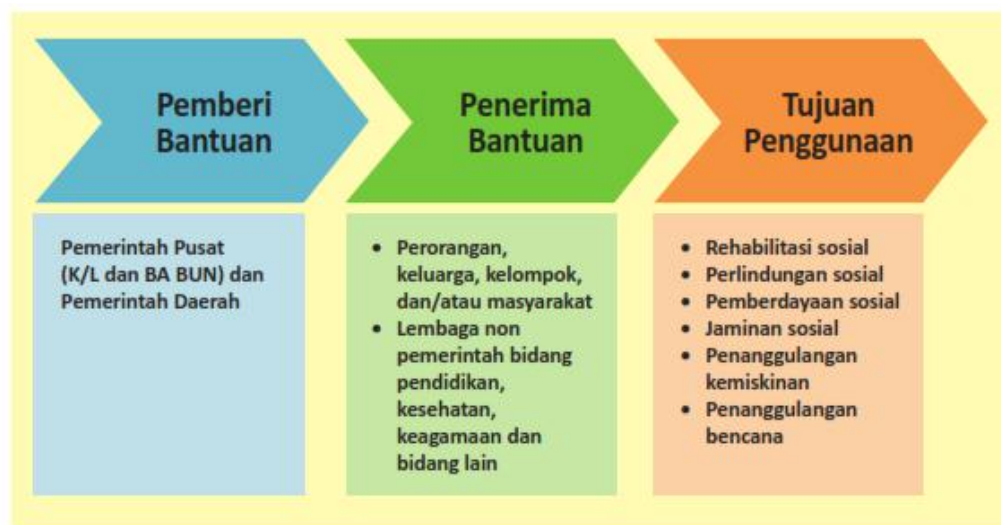 Pemberi
Bantuan
Penerima
Bantuan
Tujuan
Penggunaan
Pemerintah Pusat
(K/L dan BA BUN) dan
Pemerintah Daerah
• Perorangan,
keluarga, kelompok,
dan/atau masyarakat
• Lembaga non
pemerintah bidang
pendidikan,
kesehatan,
keagamaan dan
bidang lain
• Rehabilitasi sosial
• Perlindungan sosial
• Pemberdayaan sosial
• Jaminan sosial
• Penanggulangan
kemiskinan
• Penanggulangan
bencana